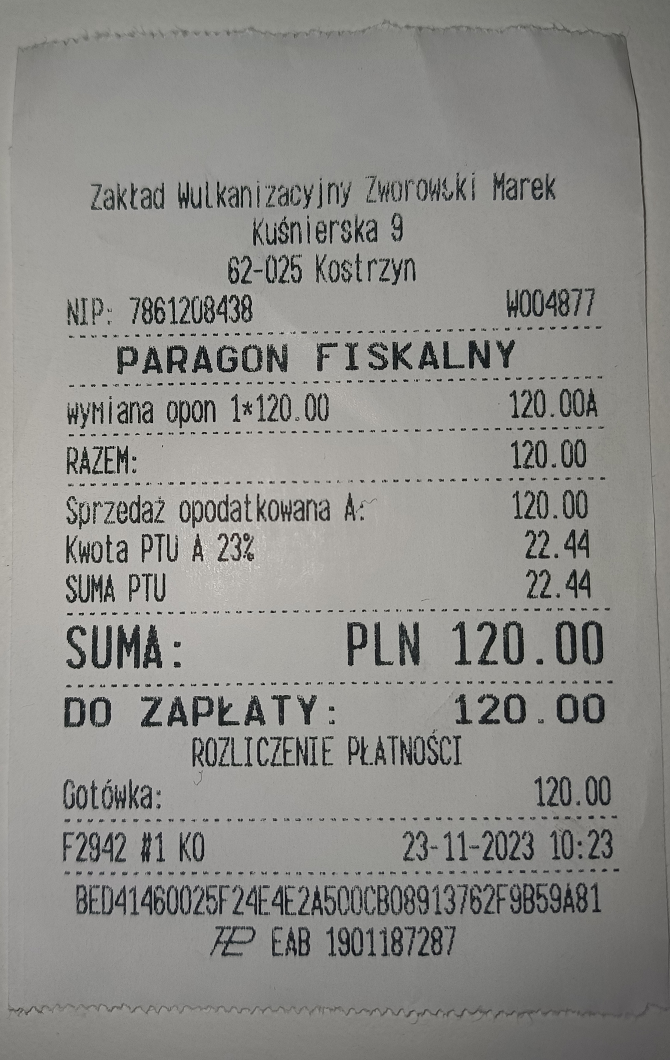 Zakład Wulkanizacyjny Zworowski Marek
Kuśnierska 9
62-025 Kostrzyn
NIP: 7861208438 W004877
PARAGON FISKALNY
wymiana opon 1*120.00 120.00A
RAZEM: 120.00
Sprzedaż opodatkowana A: 120.00
Kwota PTU A 23% 22.44
SUMA PTU 22.44
SUMA: PLN 120.00
DO ZAPŁATY: 120.00
ROZLICZENIE PŁATNOŚCI
Gotówka: 120.00
F2942 #1 KO 23-11-2023 10:23
BED41460025F24E4E2A500CB08913762F9B59A81
EAB 1901187287